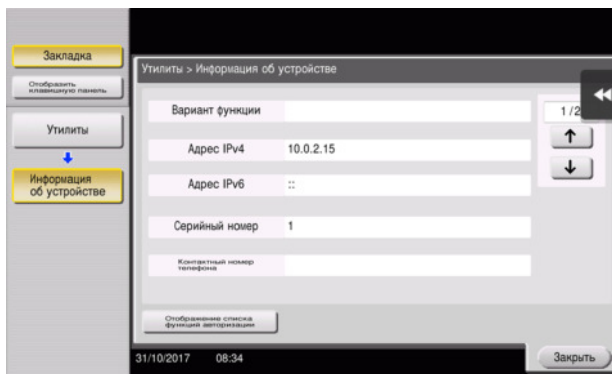 Закладка
Отобразить
клавишную панель
Утилиты
Информация
об устройстве
Утилиты > Информация об устройстве
Вариант функции
1/2
Адрес IPv4 10.0.2.15
Адрес IPv6 ::
Серийный номер 1
Контактный номер
телефона
Отображение списка
функций авторизации
31/10/2017 08:34
Закрыть